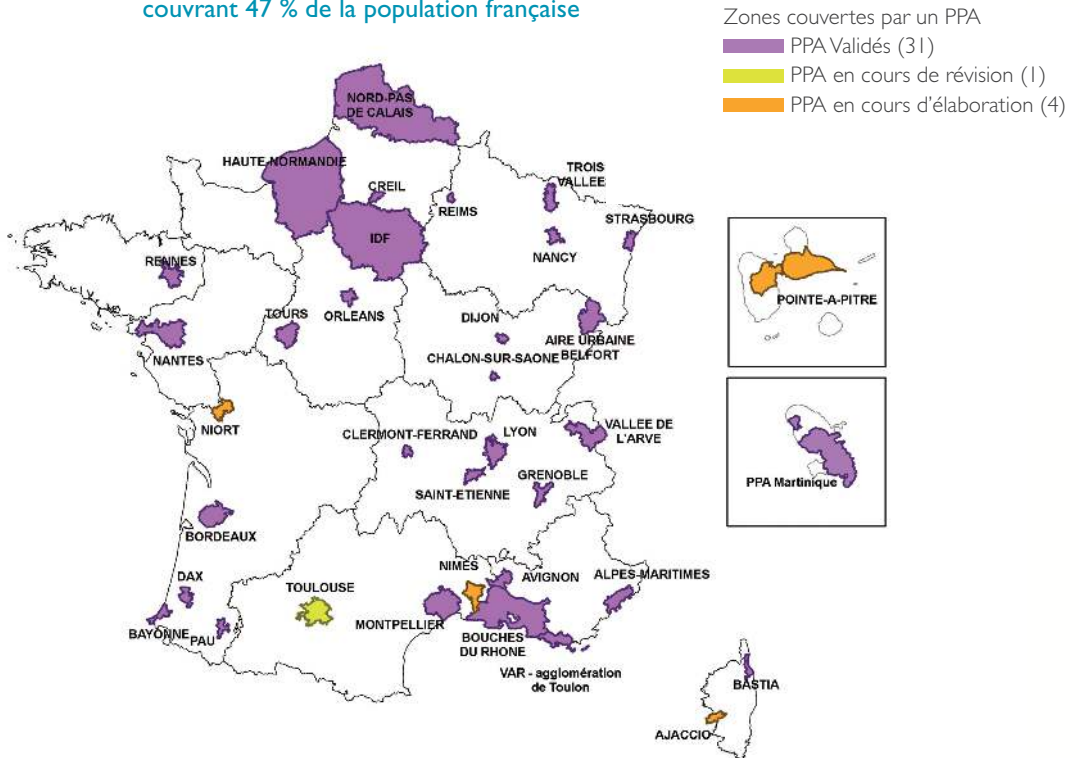 couvrant 47 % de la population française
Zones couvertes par un PPA
PPA Validés (31)
PPA en cours de révision (1)
PPA en cours d'élaboration (4)
NORD-PAS
DE CALAIS
HAUTE-NORMANDIE
CREIL
REIMS
TROIS
VALLEE
STRASBOURG
IDF
NANCY
RENNES
POINTE-A-PITRE
TOURS
ORLEANS
DIJON
AIRE URBAINE
BELFORT
NANTES
CHALON-SUR-SAONE
NIORT
CLERMONT-FERRAND
LYON
VALLEE DE
L'ARVE
GRENOBLE
SAINT-ETIENNE
PPA Martinique
BORDEAUX
NIMES
DAX
TOULOUSE
AVIGNON
ALPES-MARITIMES
MONTPELLIER
BAYONNE
PAU
BOUCHES
DU RHONE
VAR - agglomération
de Toulon
BASTIA
AJACCIO